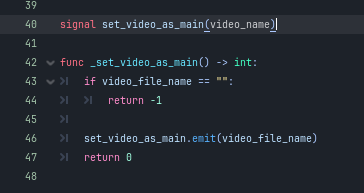 39
40 signal set_video_as_main(video_name)
41
42 func _set_video_as_main() -> int:
43 if video_file_name == "":
44 return -1
45
46 set_video_as_main.emit(video_file_name)
47 return 0
48